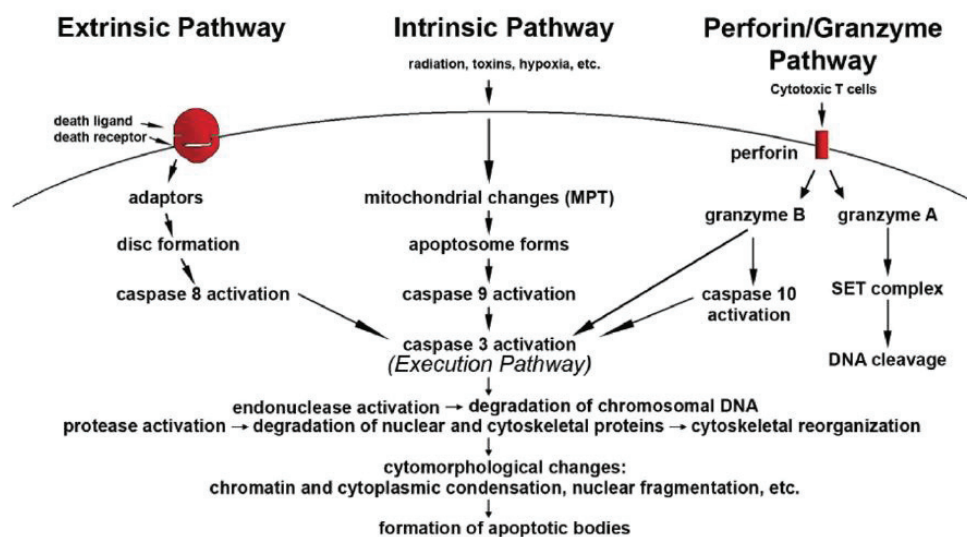 Extrinsic Pathway
Intrinsic Pathway
Perforin/Granzyme
Pathway
radiation, toxins, hypoxia, etc.
Cytotoxic T cells
death ligand
death receptor
perforin
adaptors
mitochondrial changes (MPT)
granzyme B
granzyme A
disc formation
apoptosome forms
caspase 8 activation
caspase 9 activation
caspase 10
activation
SET complex
caspase 3 activation
(Execution Pathway)
DNA cleavage
endonuclease activation → degradation of chromosomal DNA
protease activation → degradation of nuclear and cytoskeletal proteins → cytoskeletal reorganization
cytomorphological changes:
chromatin and cytoplasmic condensation, nuclear fragmentation, etc.
formation of apoptotic bodies